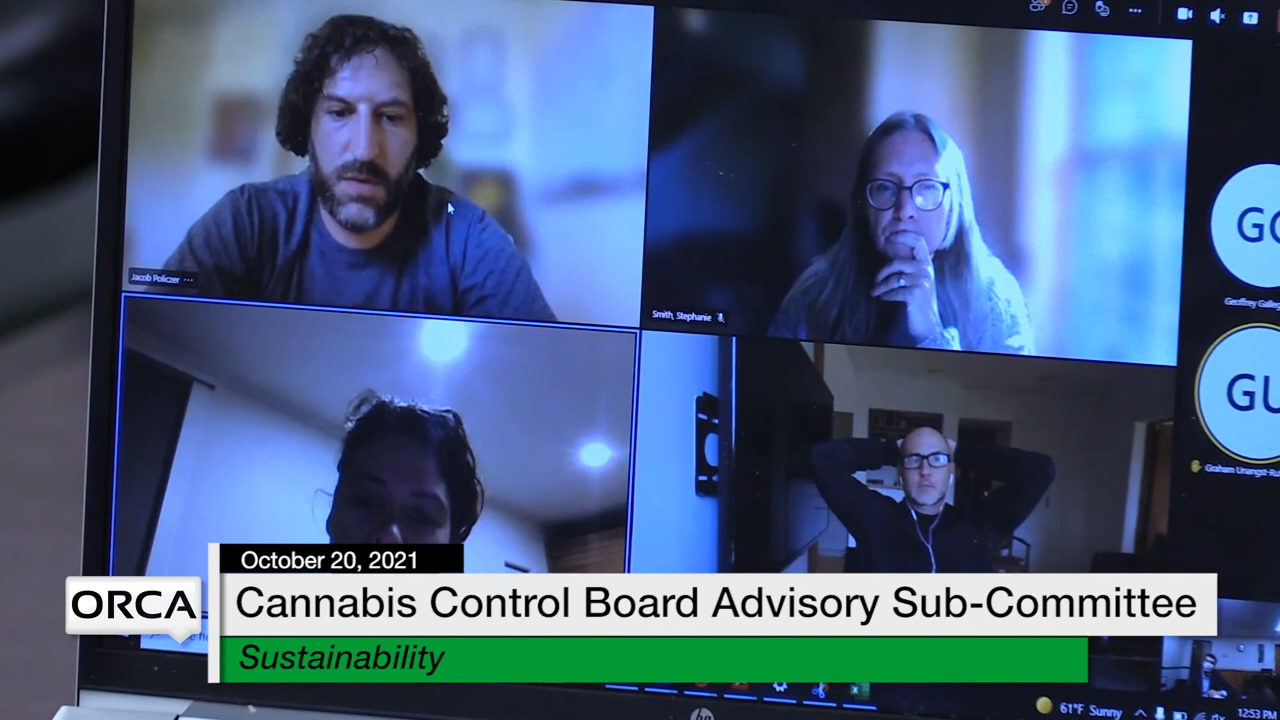 Jacob Policzer
Smith, Stephanie
GU
October 20, 2021
ORCA
Cannabis Control Board Advisory Sub-Committee
Sustainability
hp
61°F Sunny
12:53 PM